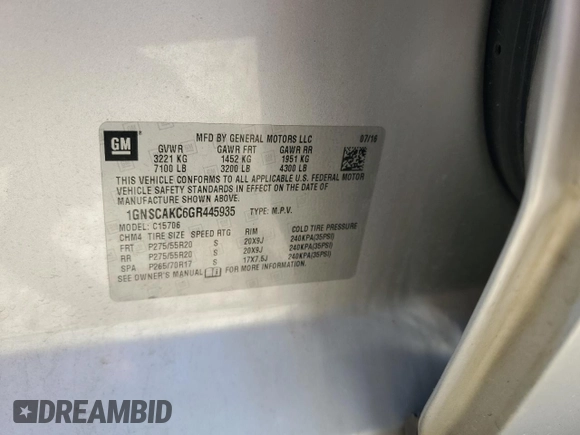 GM
MFD BY GENERAL MOTORS LLC 07/16
GVWR GAWR FRT GAWR RR
3221 KG 1452 KG 1951 KG
7100 LB 3200 LB 4300 LB
THIS VEHICLE CONFORMS TO ALL APPLICABLE U.S. FEDERAL MOTOR
VEHICLE SAFETY STANDARDS IN EFFECT ON THE DATE OF
MANUFACTURE SHOWN ABOVE.
1GNSCAKC6GR445935 TYPE: M.P.V.
MODEL: C15706
CHM4 TIRE SIZE SPEED RTG RIM COLD TIRE PRESSURE
FRT P275/55R20 S 20X9J 240KPA(35PSI)
RR P275/55R20 S 20X9J 240KPA(35PSI)
SPA P265/70R17 S 17X7.5J 240KPA(35PSI)
SEE OWNER'S MANUAL FOR MORE INFORMATION
DREAMBID